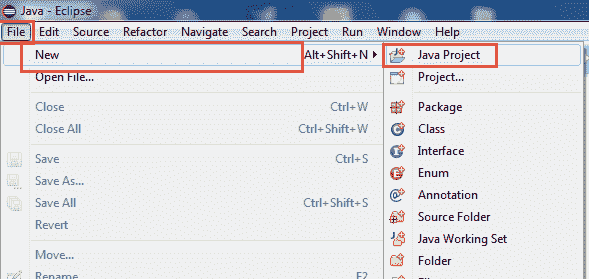 Java - Eclipse
File Edit Source Refactor Navigate Search Project Run Window Help
New Alt+Shift+N
Open File...
Close Ctrl+W
Close All Ctrl+Shift+W
Save Ctrl+S
Save As...
Save All Ctrl+Shift+S
Revert
Move...
Rename... F2
Java Project
Project...
Package
Class
Interface
Enum
Annotation
Source Folder
Java Working Set
Folder